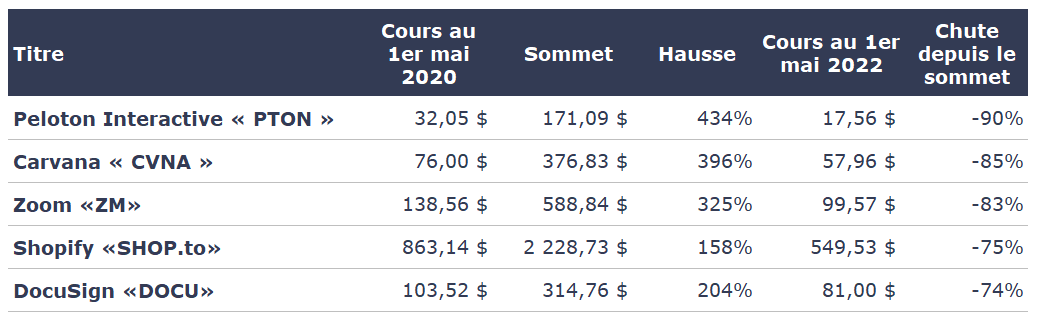 Titre Cours au 1er mai 2020 Sommet Hausse Cours au 1er mai 2022 Chute depuis le sommet
Peloton Interactive « PTON » 32,05 $ 171,09 $ 434% 17,56 $ -90%
Carvana « CVNA » 76,00 $ 376,83 $ 396% 57,96 $ -85%
Zoom «ZM» 138,56 $ 588,84 $ 325% 99,57 $ -83%
Shopify «SHOP.to» 863,14 $ 2 228,73 $ 158% 549,53 $ -75%
DocuSign «DOCU» 103,52 $ 314,76 $ 204% 81,00 $ -74%